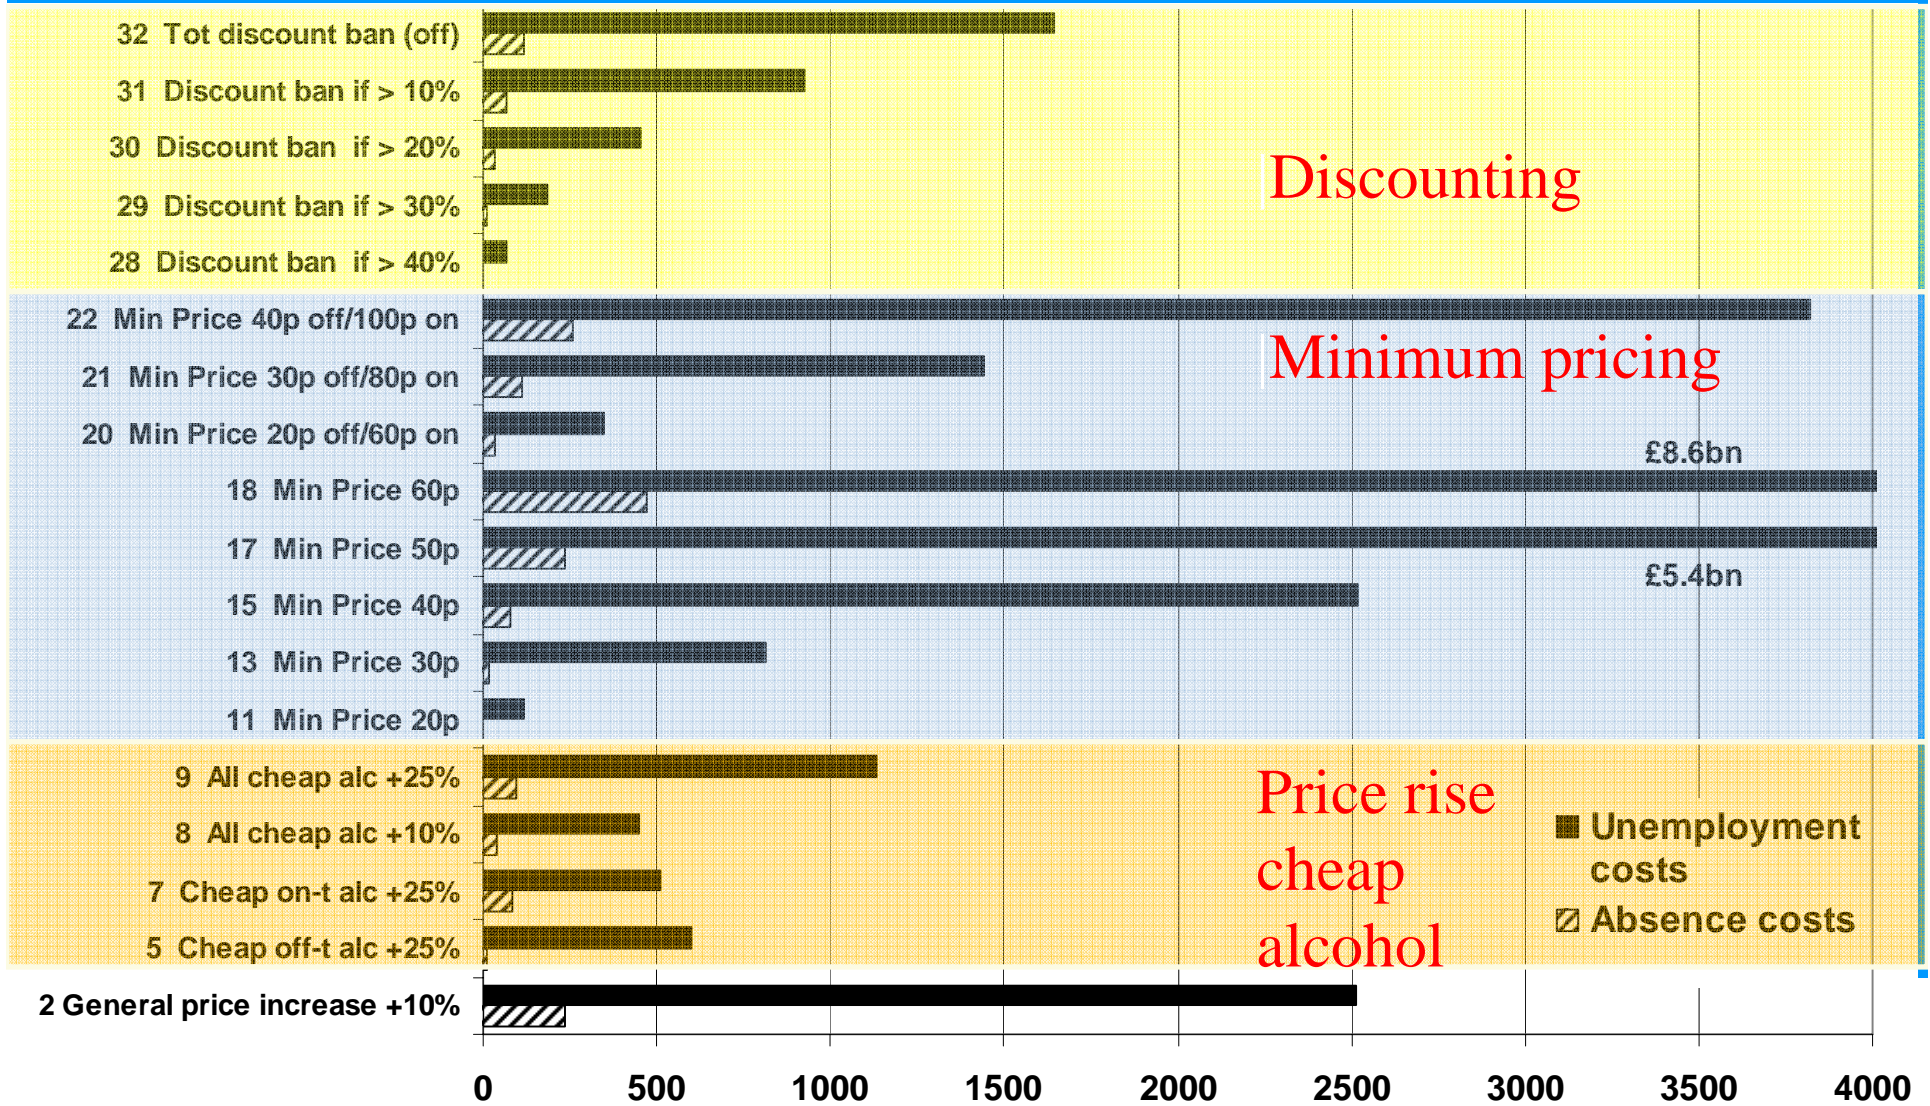 32 Tot discount ban (off)
31 Discount ban if > 10%
30 Discount ban if > 20%
29 Discount ban if > 30%
28 Discount ban if > 40%
Discounting
22 Min Price 40p off/100p on
21 Min Price 30p off/80p on
20 Min Price 20p off/60p on
18 Min Price 60p
17 Min Price 50p
15 Min Price 40p
13 Min Price 30p
11 Min Price 20p
Minimum pricing
£8.6bn
£5.4bn
9 All cheap alc +25%
8 All cheap alc +10%
7 Cheap on-t alc +25%
5 Cheap off-t alc +25%
Price rise
cheap
alcohol
Unemployment
costs
Absence costs
2 General price increase +10%
0 500 1000 1500 2000 2500 3000 3500 4000